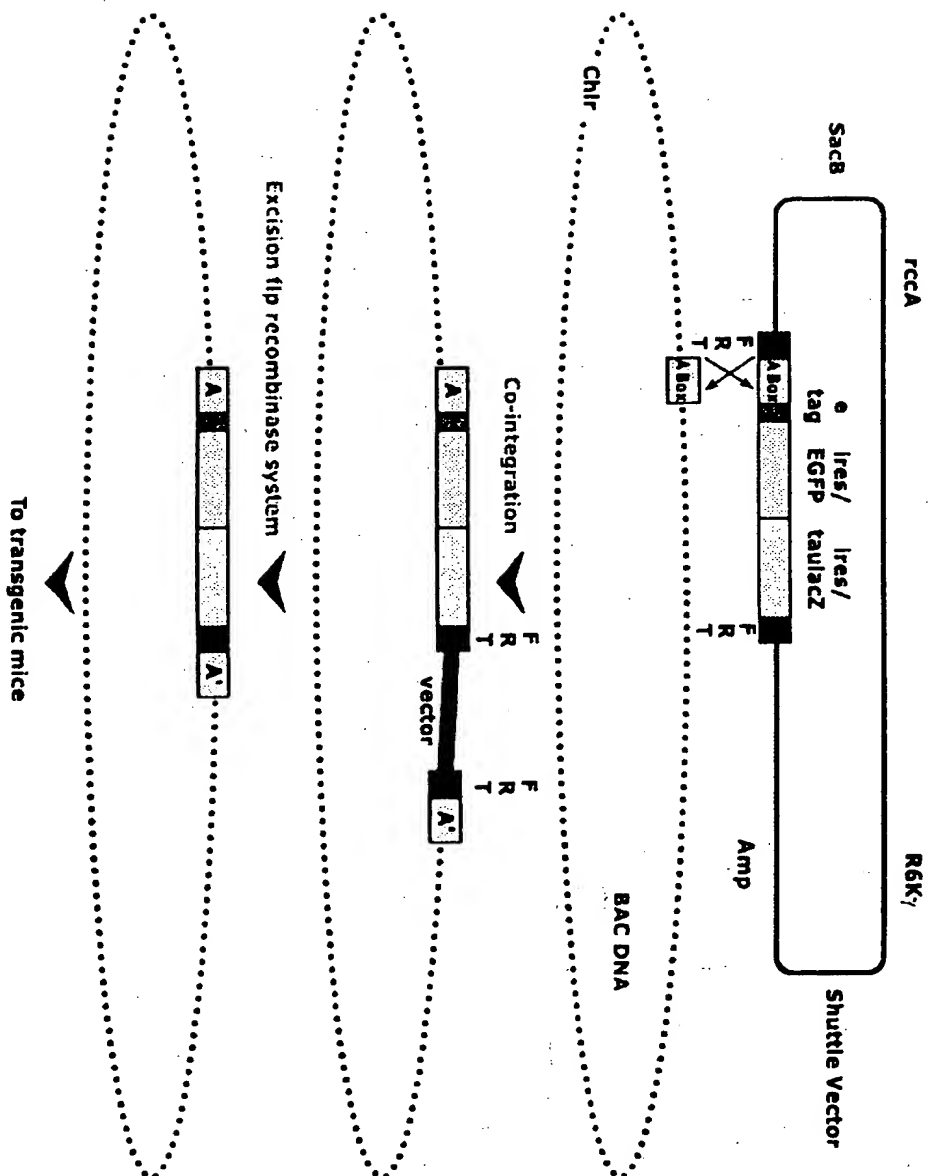 rccA
R6Kγ
SacB
Shuttle Vector
e
tag
ires/
EGFP
ires/
taulacZ
Amp
A Box
F
R
T
F
R
T
A Box
Chlr
BAC DNA
Co-integration
F
R
T
F
R
T
A
vector
A'
Excision flp recombinase system
A
A'
To transgenic mice